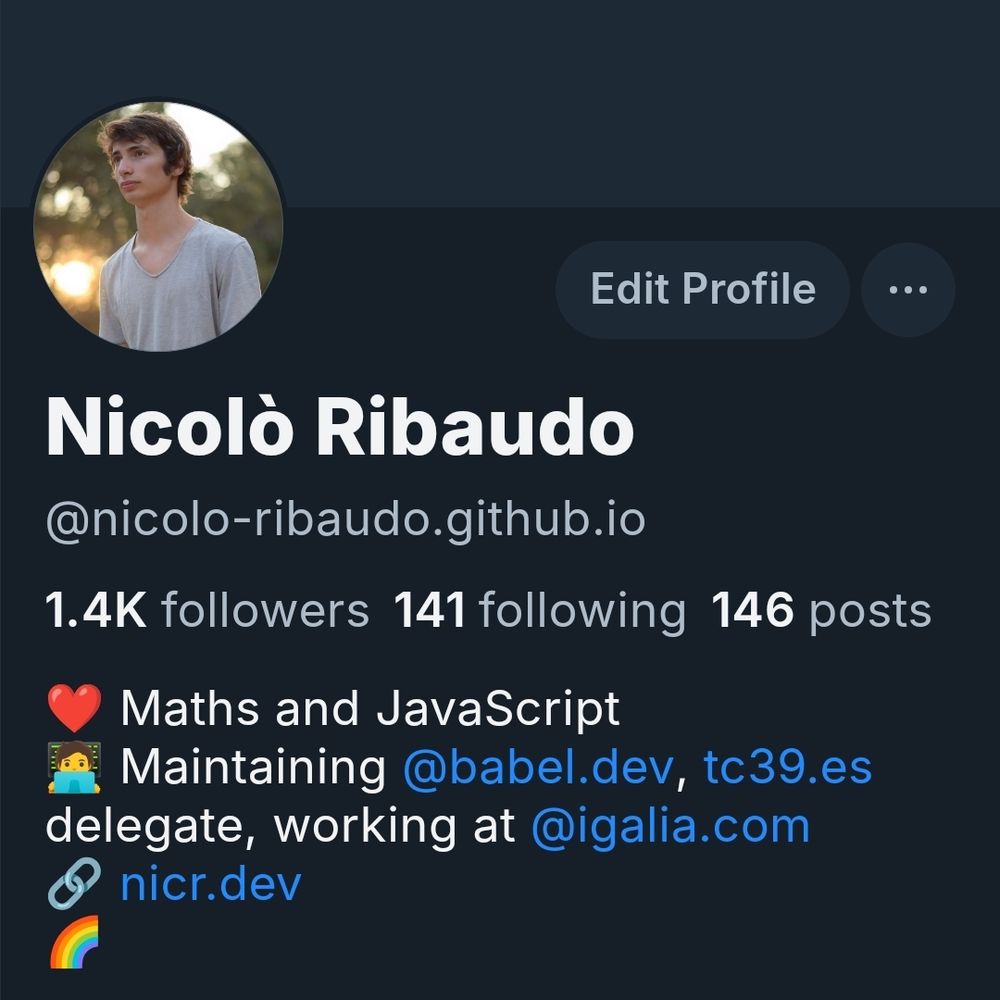 Edit Profile
Nicolò Ribaudo
@nicolo-ribaudo.github.io
1.4K followers 141 following 146 posts
❤️ Maths and JavaScript
🧑‍💻 Maintaining @babel.dev, tc39.es
delegate, working at @igalia.com
🔗 nicr.dev
🌈